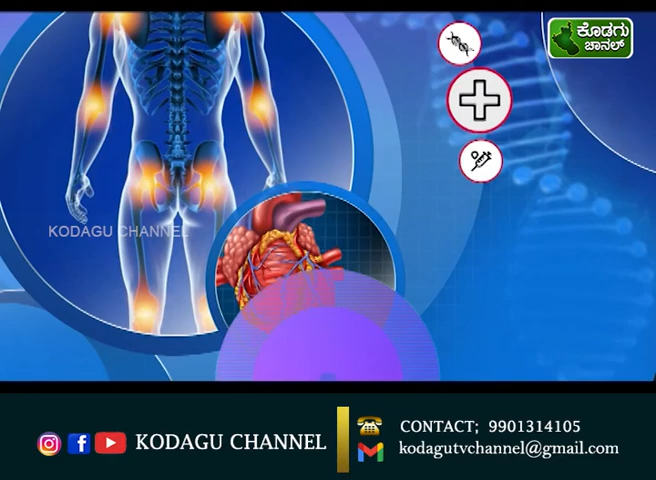 ಕೊಡಗು
ಚಾನಲ್
KODAGU CHANNEL
KODAGU CHANNEL
CONTACT; 9901314105
kodagutvchannel@gmail.com